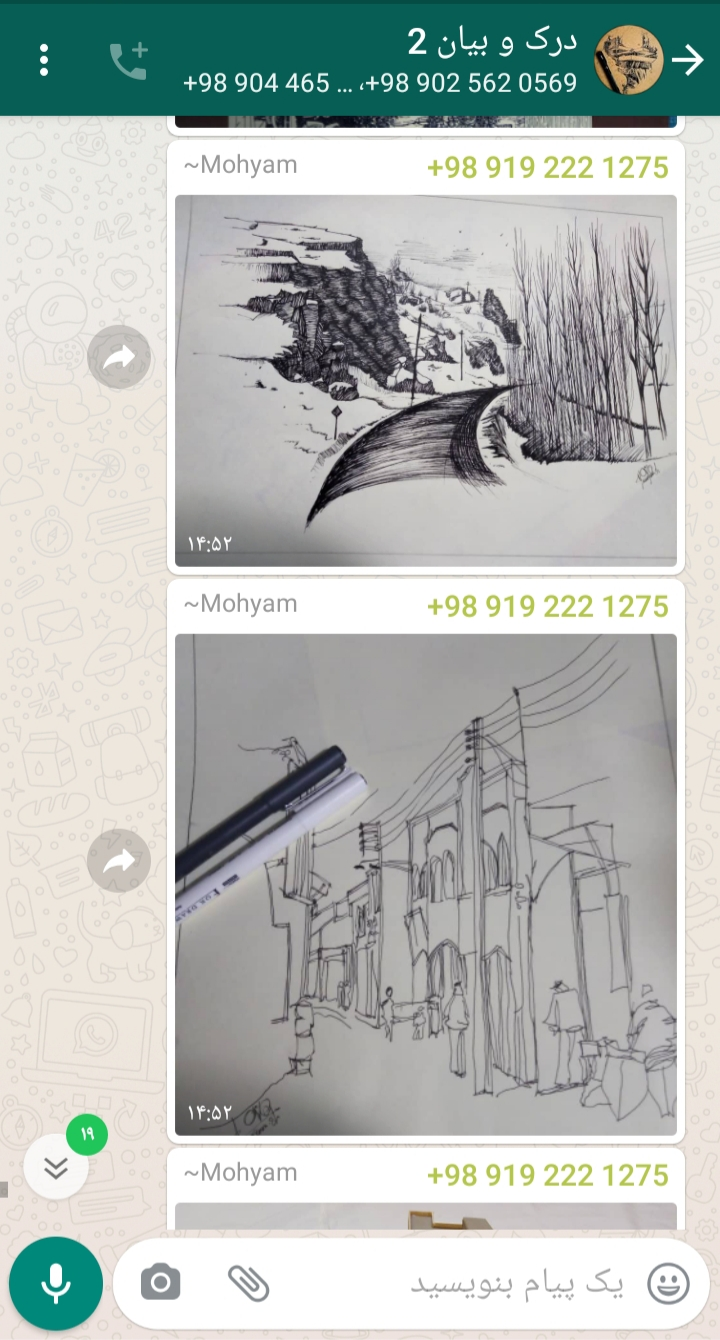 درک و بیان 2
+98 904 465 ... ،+98 902 562 0569
~Mohyam +98 919 222 1275
۱۴:۵۲
~Mohyam +98 919 222 1275
۱۴:۵۲
۱۹
~Mohyam +98 919 222 1275
یک پیام بنویسید